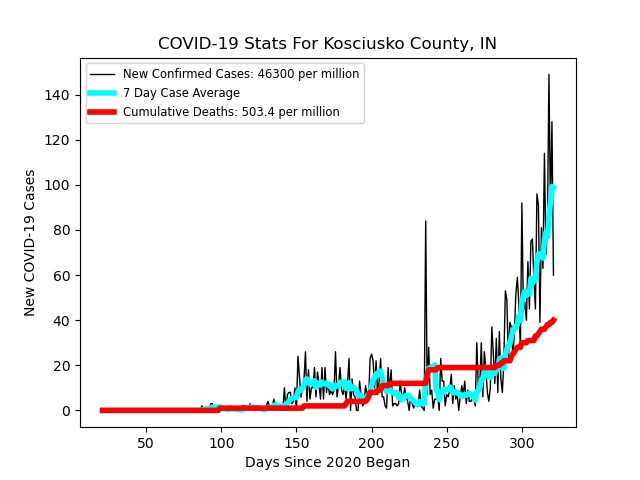 COVID-19 Stats For Kosciusko County, IN
New Confirmed Cases: 46300 per million
7 Day Case Average
Cumulative Deaths: 503.4 per million
New COVID-19 Cases
140
120
100
80
60
40
20
0
50 100 150 200 250 300
Days Since 2020 Began